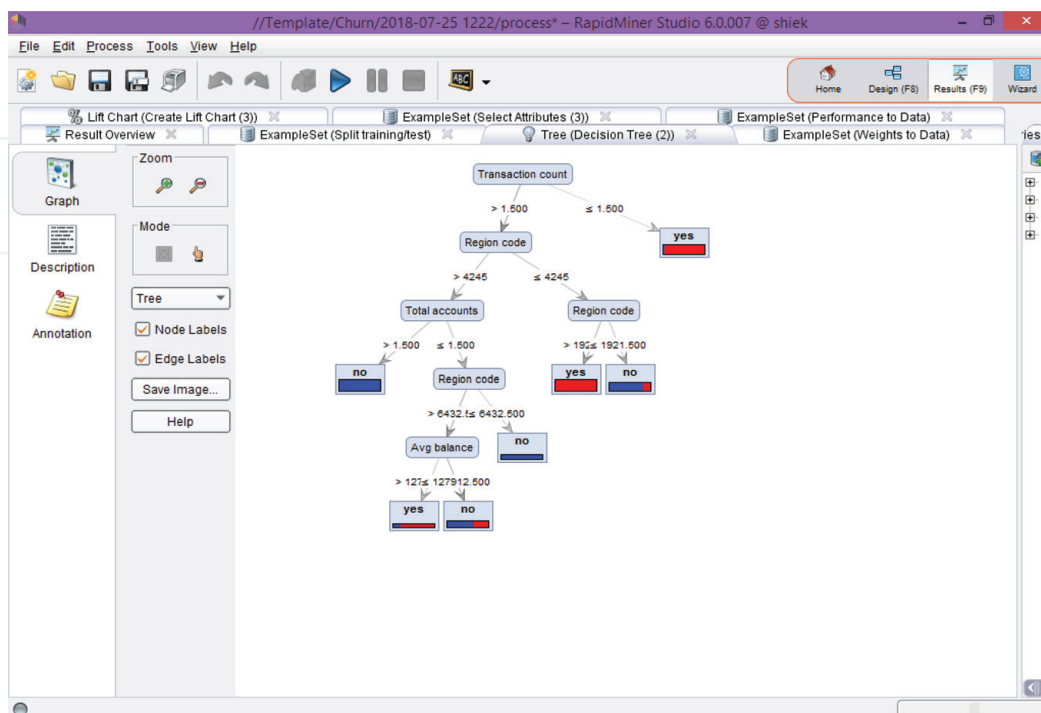 //Template/Churn/2018-07-25 1222/process* – RapidMiner Studio 6.0.007 @ shiek
File Edit Process Tools View Help
ABC
Home Design (F8) Results (F9) Wizard
% Lift Chart (Create Lift Chart (3)) ExampleSet (Select Attributes (3)) ExampleSet (Performance to Data)
Result Overview ExampleSet (Split training/test) Tree (Decision Tree (2)) ExampleSet (Weights to Data)
Graph
Description
Annotation
Zoom
Mode
Tree
Node Labels
Edge Labels
Save Image...
Help
Transaction count
> 1.500 ≤ 1.500
Region code yes
> 4245 ≤ 4245
Total accounts Region code
> 1.500 ≤ 1.500 > 192 ≤ 1921.500
no Region code yes no
> 6432.5 ≤ 6432.500
Avg balance no
> 127 ≤ 127912.500
yes no